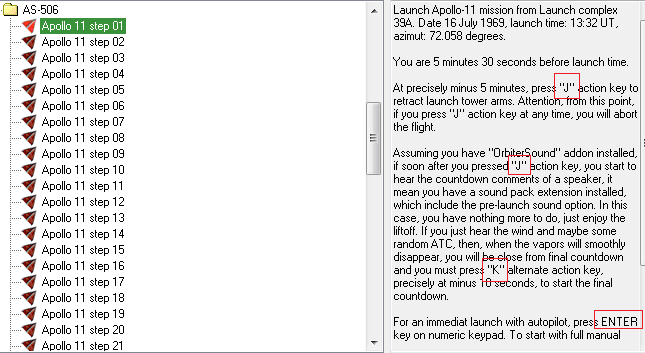 AS-506
Apollo 11 step 01
Apollo 11 step 02
Apollo 11 step 03
Apollo 11 step 04
Apollo 11 step 05
Apollo 11 step 06
Apollo 11 step 07
Apollo 11 step 08
Apollo 11 step 09
Apollo 11 step 10
Apollo 11 step 11
Apollo 11 step 12
Apollo 11 step 13
Apollo 11 step 14
Apollo 11 step 15
Apollo 11 step 16
Apollo 11 step 17
Apollo 11 step 18
Apollo 11 step 19
Apollo 11 step 20
Apollo 11 step 21
Launch Apollo-11 mission from Launch complex
39A. Date 16 July 1969, launch time: 13:32 UT,
azimut: 72.058 degrees.
You are 5 minutes 30 seconds before launch time.
At precisely minus 5 minutes, press "J" action key to
retract launch tower arms. Attention, from this point,
if you press "J" action key at any time, you will abort
the flight.
Assuming you have "OrbiterSound" addon installed,
if soon after you pressed "J" action key, you start to
hear the countdown comments of a speaker, it
mean you have a sound pack extension installed,
which include the pre-launch sound option. In this
case, you have nothing more to do, just enjoy the
liftoff. If you just hear the wind and maybe some
random ATC, then, when the vapors will smoothly
disappear, you will be close from final countdown
and you must press "K" alternate action key,
precisely at minus 10 seconds, to start the final
countdown.
For an immediat launch with autopilot, press ENTER
key on numeric keypad. To start with full manual